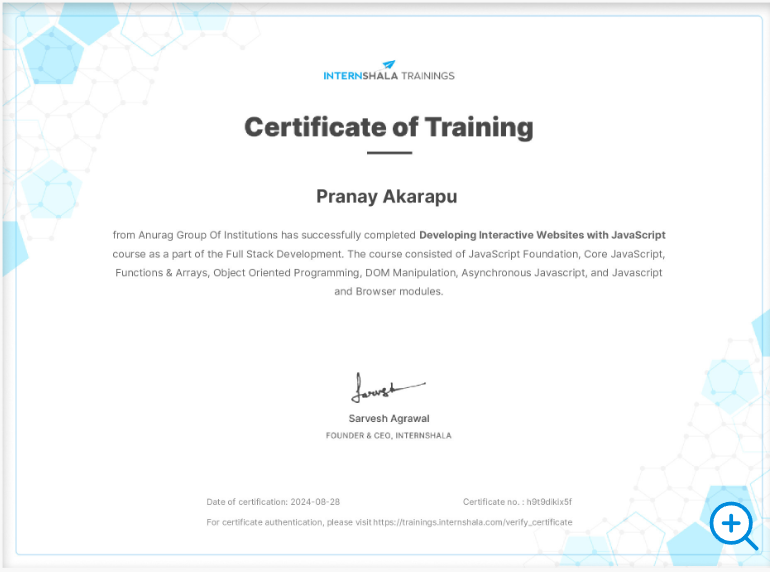 INTERNSHALA TRAININGS
Certificate of Training
Pranay Akarapu
from Anurag Group Of Institutions has successfully completed Developing Interactive Websites with JavaScript
course as a part of the Full Stack Development. The course consisted of JavaScript Foundation, Core JavaScript,
Functions & Arrays, Object Oriented Programming, DOM Manipulation, Asynchronous Javascript, and Javascript
and Browser modules.
Sarvesh
Sarvesh Agrawal
FOUNDER & CEO, INTERNSHALA
Date of certification: 2024-08-28
Certificate no. : h9t9dikix5f
For certificate authentication, please visit https://trainings.internshala.com/verify_certificate